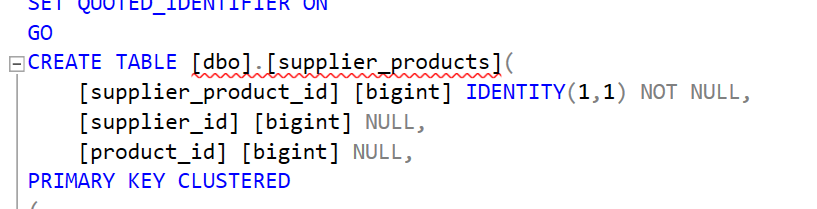 SET QUOTED_IDENTIFIER ON
GO
CREATE TABLE [dbo].[supplier_products](
[supplier_product_id] [bigint] IDENTITY(1,1) NOT NULL,
[supplier_id] [bigint] NULL,
[product_id] [bigint] NULL,
PRIMARY KEY CLUSTERED
(